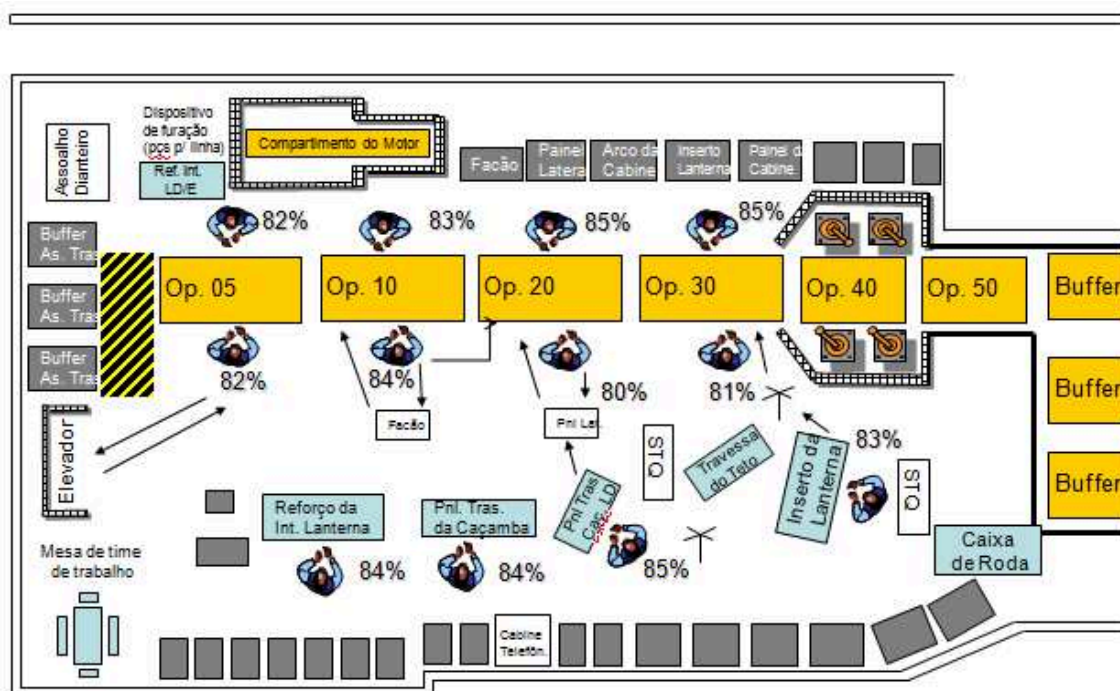 Dispositivo
de furação
(pçs p/ linha)
Assoalho
Dianteiro
Compartimento do Motor
Ref. Int.
LD/E
Facão
Painel
Latera
Arco da
Cabine
Inserto
Lanterna
Painel d
Cabine
82%
83%
85%
85%
Buffer
As. Tras
Buffer
As. Tras
Buffer
As. Tras
Op. 05
Op. 10
Op. 20
Op. 30
Op. 40
Op. 50
Buffer
Buffer
Buffer
82%
84%
80%
81%
83%
Elevador
Facão
Pnl Lat.
STQ
Travessa
do Teto
Inserto da
Lanterna
STQ
Pnl Tras
Caç. LD
Reforço da
Int. Lanterna
Pnl. Tras.
da Caçamba
Caixa
de Roda
84%
84%
85%
Mesa de time
de trabalho
Cabine
Telefôn.